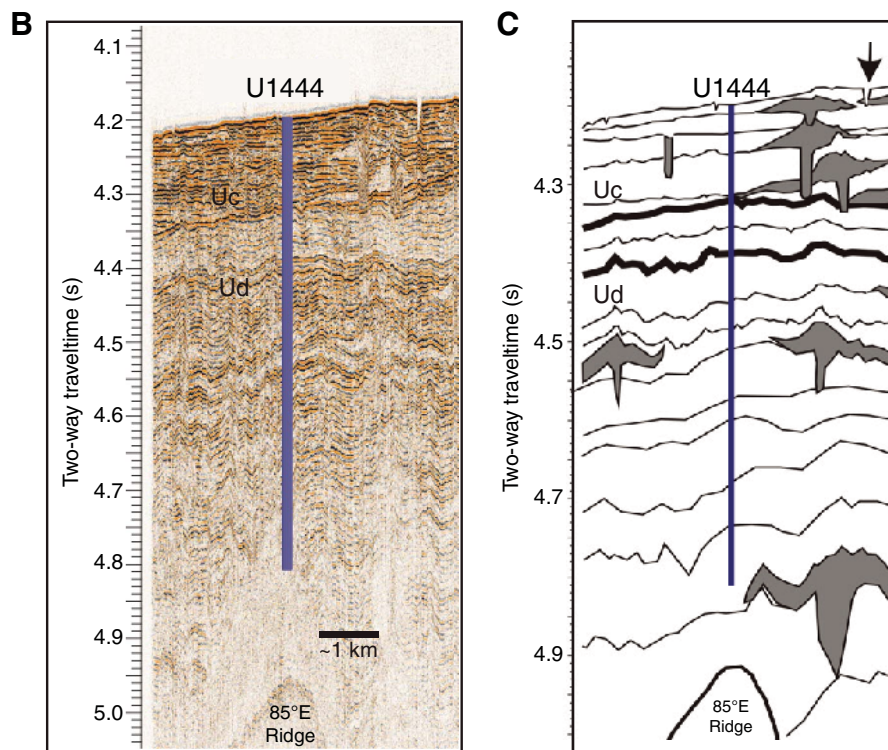 B
4.1
4.2
4.3
4.4
4.5
4.6
4.7
4.8
4.9
5.0
Two-way traveltime (s)
U1444
Uc
Ud
~1 km
85°E
Ridge
C
4.3
4.5
4.7
4.9
Two-way traveltime (s)
U1444
Uc
Ud
85°E
Ridge